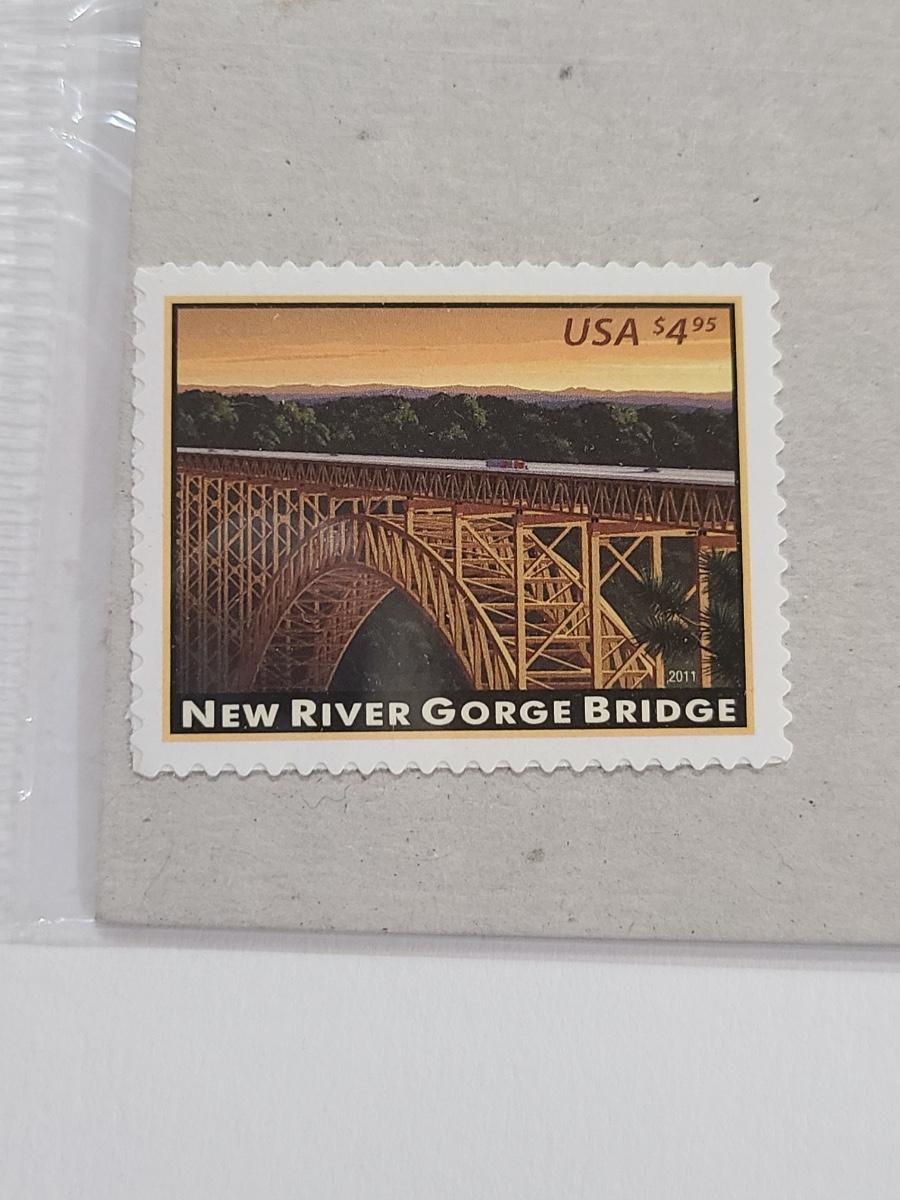 USA $4.95
2011
NEW RIVER GORGE BRIDGE